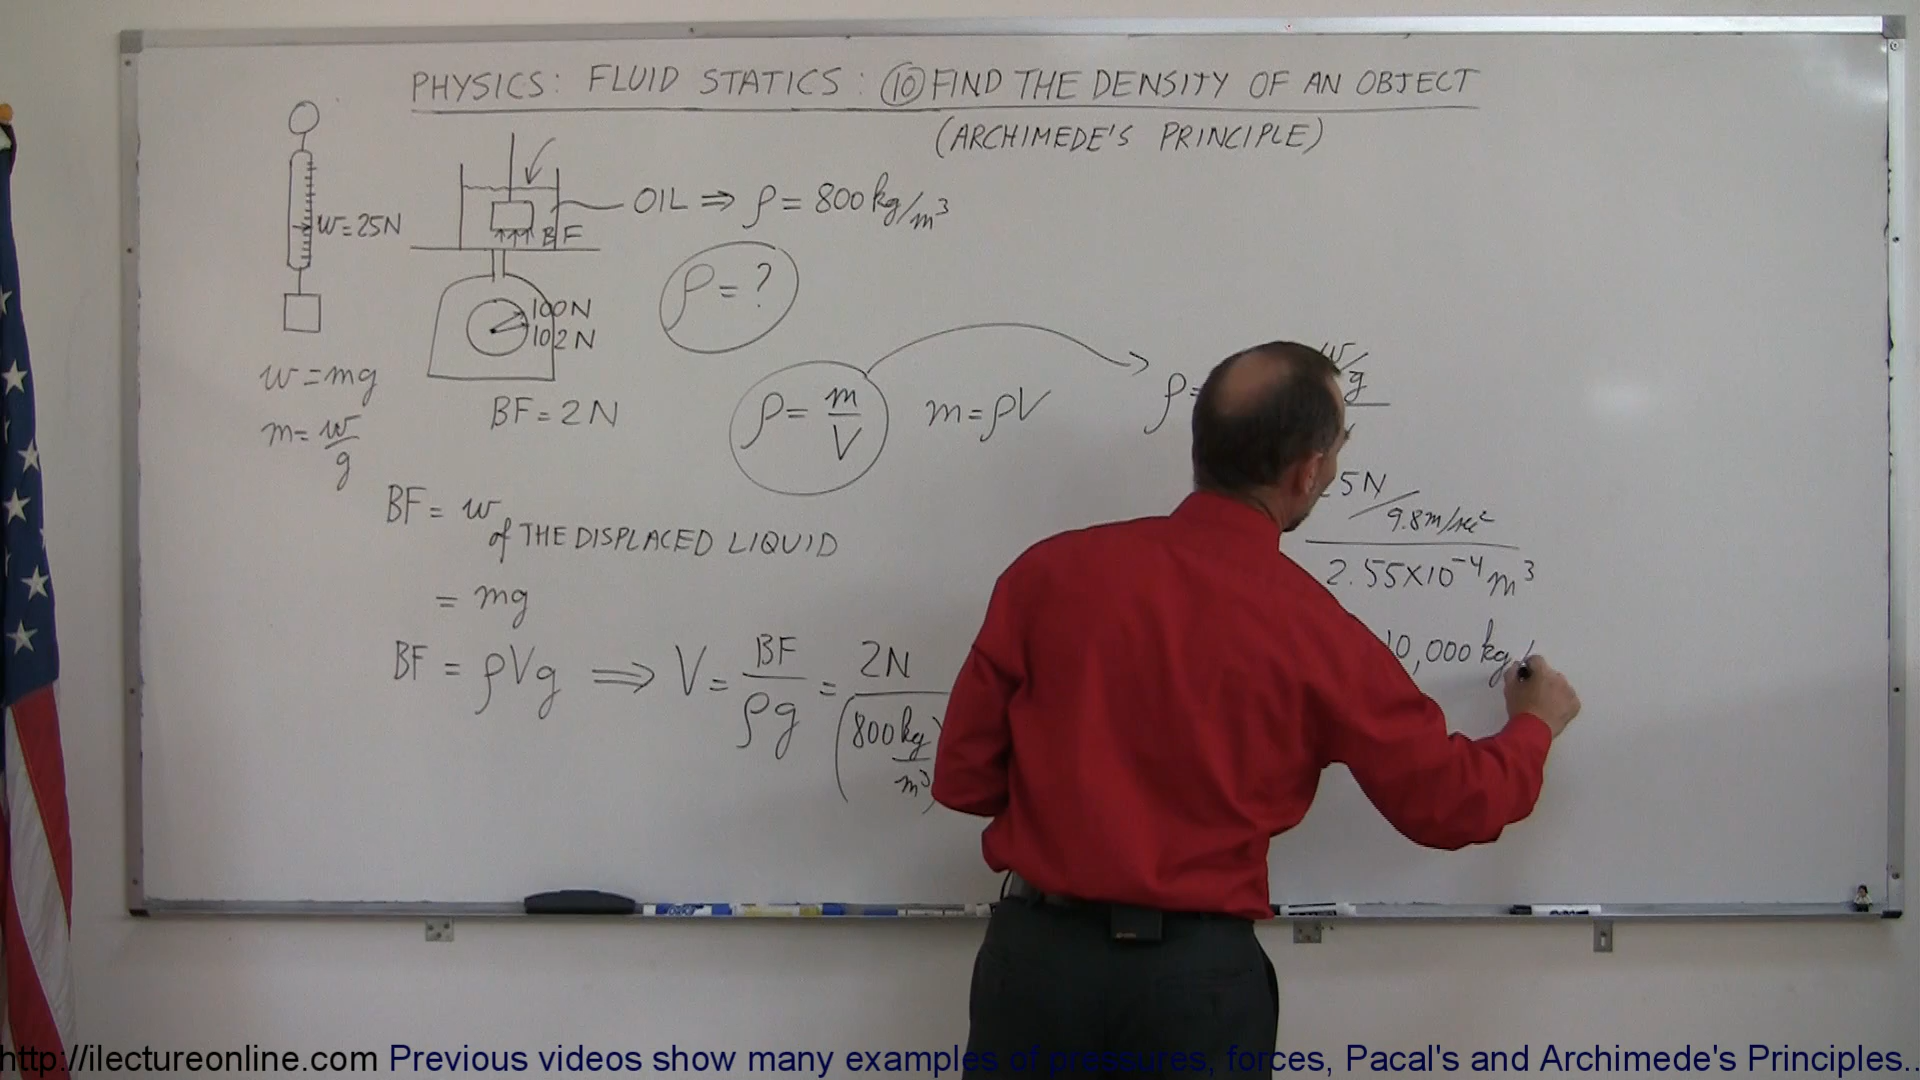 PHYSICS: FLUID STATICS: ⑩ FIND THE DENSITY OF AN OBJECT
(ARCHIMEDE'S PRINCIPLE)
W=25N
BF
OIL ⇒ ρ = 800 kg/m³
ρ = ?
100N
102N
w = mg
m = w/g
BF = 2N
ρ = m/V
m = ρV
ρ =
w/g
25N/9.8m/sec²
2.55×10⁻⁴ m³
10,000 kg/
BF = w of THE DISPLACED LIQUID
= mg
BF = ρVg ⇒ V = BF/ρg = 2N/(800 kg/m³)
http://ilectureonline.com Previous videos show many examples of pressures, forces, Pacal's and Archimede's Principles..